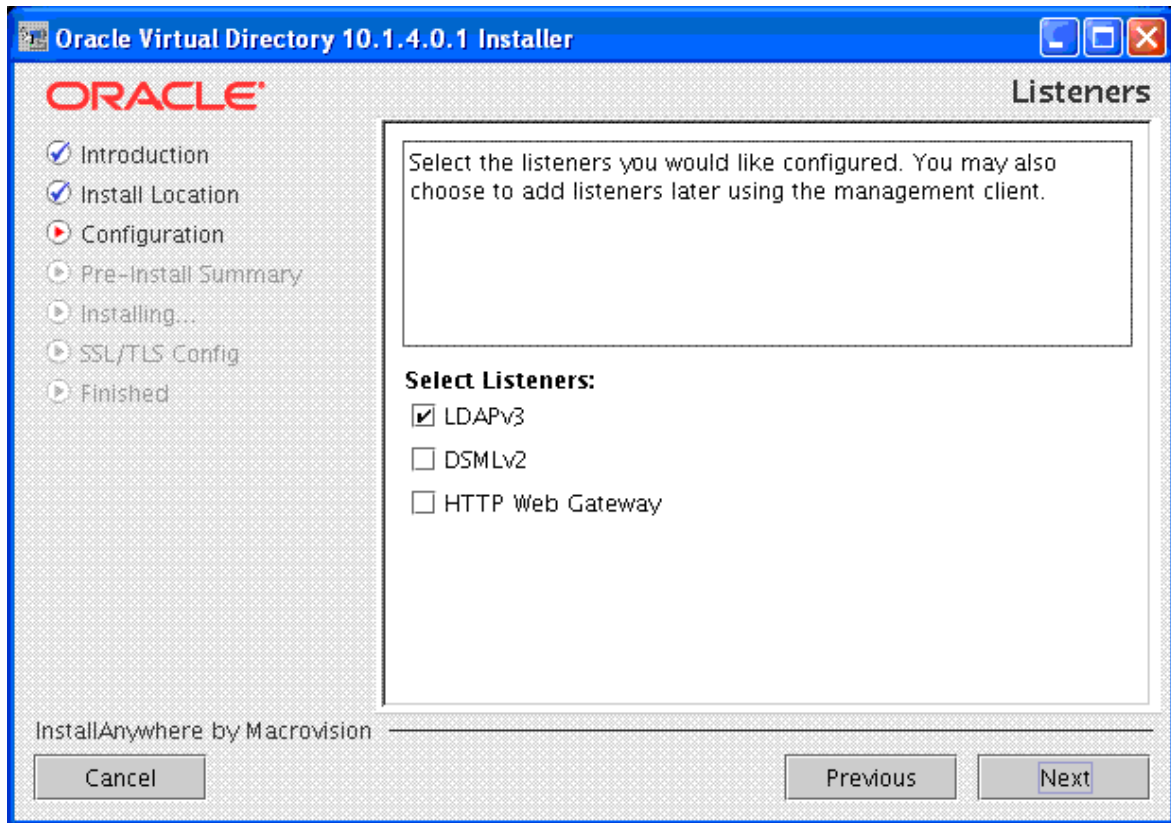 Oracle Virtual Directory 10.1.4.0.1 Installer
ORACLE
Listeners
Introduction
Install Location
Configuration
Pre-Install Summary
Installing...
SSL/TLS Config
Finished
Select the listeners you would like configured. You may also
choose to add listeners later using the management client.
Select Listeners:
LDAPv3
DSMLv2
HTTP Web Gateway
InstallAnywhere by Macrovision
Cancel
Previous
Next